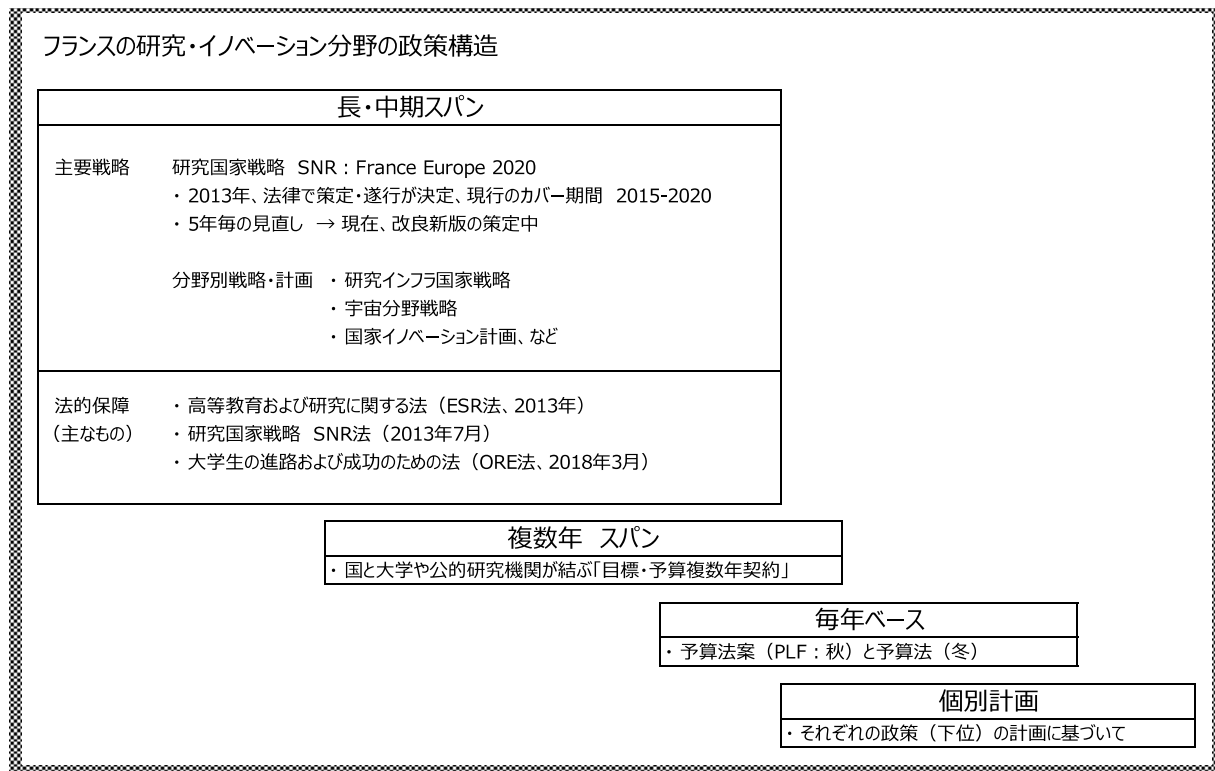 フランスの研究・イノベーション分野の政策構造
長・中期スパン
主要戦略 研究国家戦略 SNR : France Europe 2020
・ 2013年、法律で策定・遂行が決定、現行のカバー期間 2015-2020
・ 5年毎の見直し → 現在、改良新版の策定中
分野別戦略・計画 ・ 研究インフラ国家戦略
・ 宇宙分野戦略
・ 国家イノベーション計画、など
法的保障 ・ 高等教育および研究に関する法（ESR法、2013年）
（主なもの） ・ 研究国家戦略 SNR法（2013年7月）
・ 大学生の進路および成功のための法（ORE法、2018年3月）
複数年 スパン
・ 国と大学や公的研究機関が結ぶ「目標・予算複数年契約」
毎年ベース
・ 予算法案（PLF : 秋）と予算法（冬）
個別計画
・ それぞれの政策（下位）の計画に基づいて